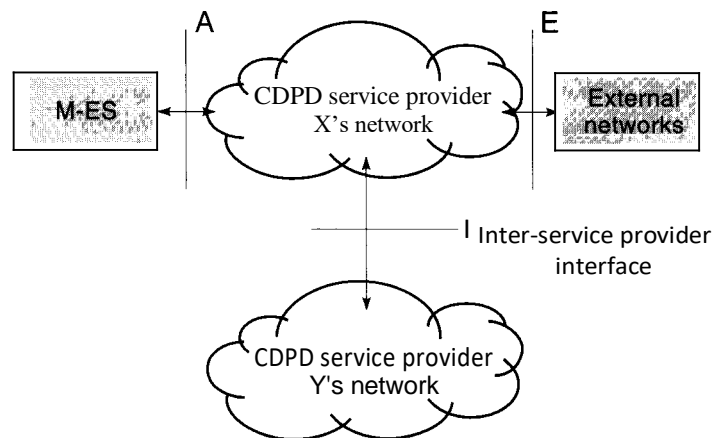 A
E
M-ES
CDPD service provider
X's network
External
networks
I Inter-service provider
interface
CDPD service provider
Y's network